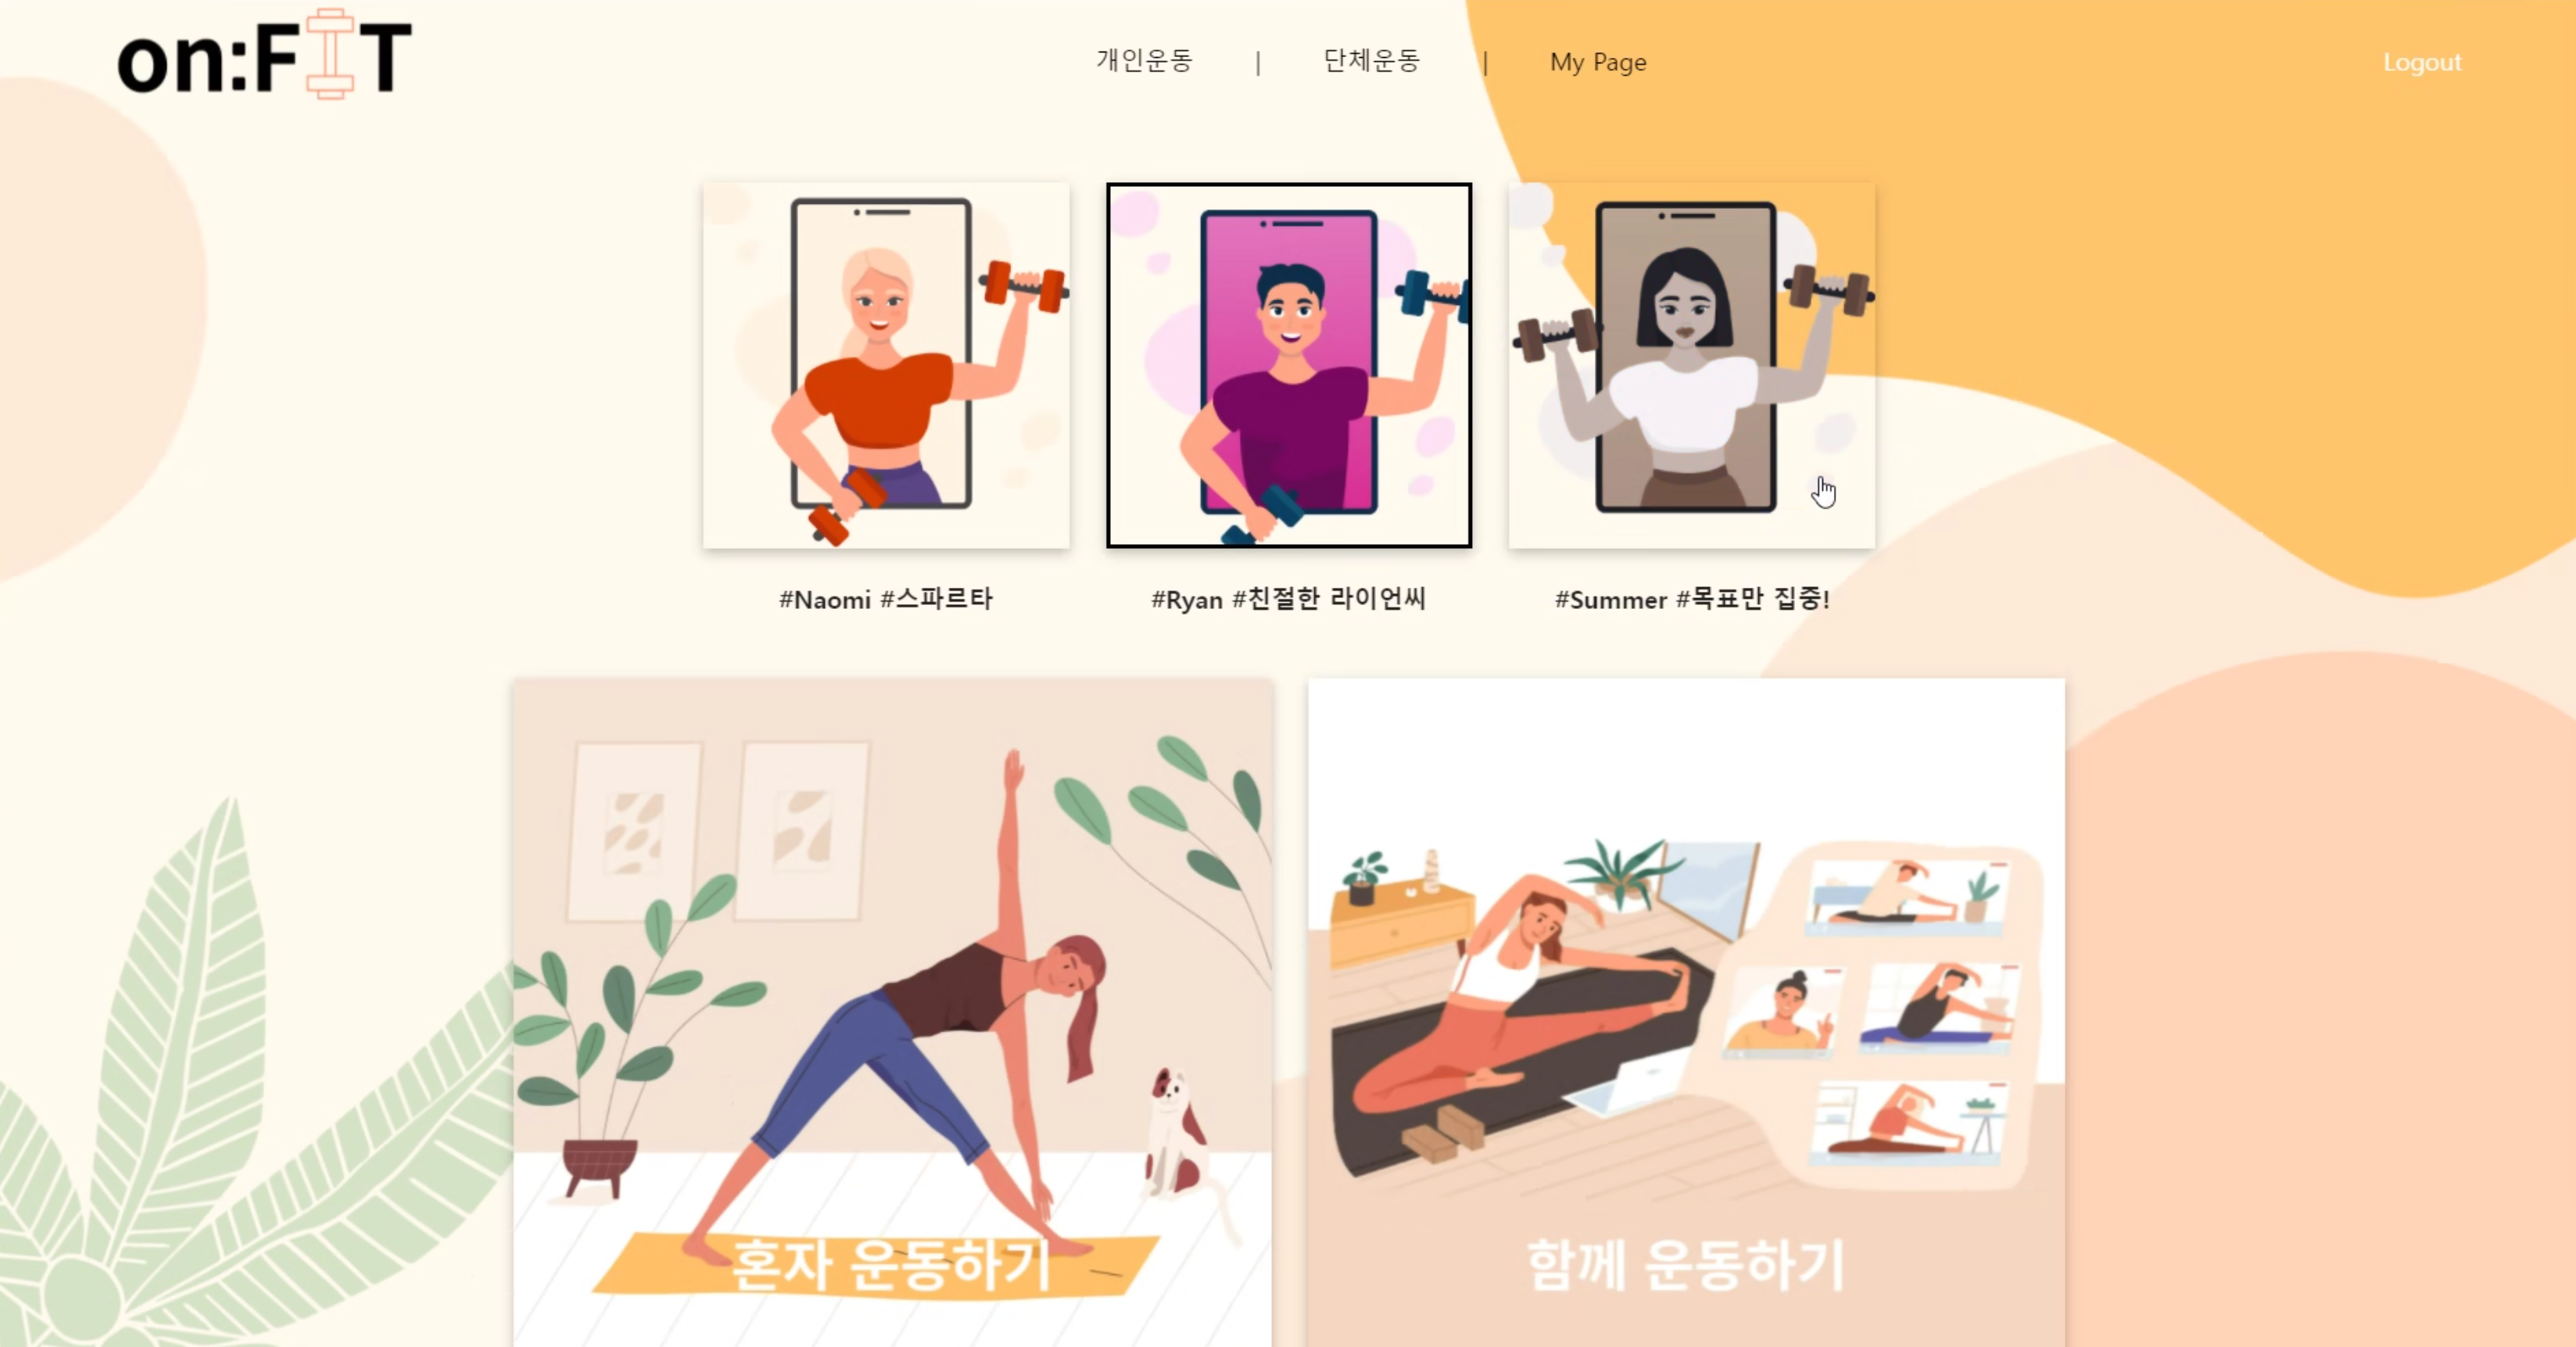 on:FIT
개인운동 | 단체운동 | My Page
Logout
#Naomi #스파르타
#Ryan #친절한 라이언씨
#Summer #목표만 집중!
혼자 운동하기
함께 운동하기